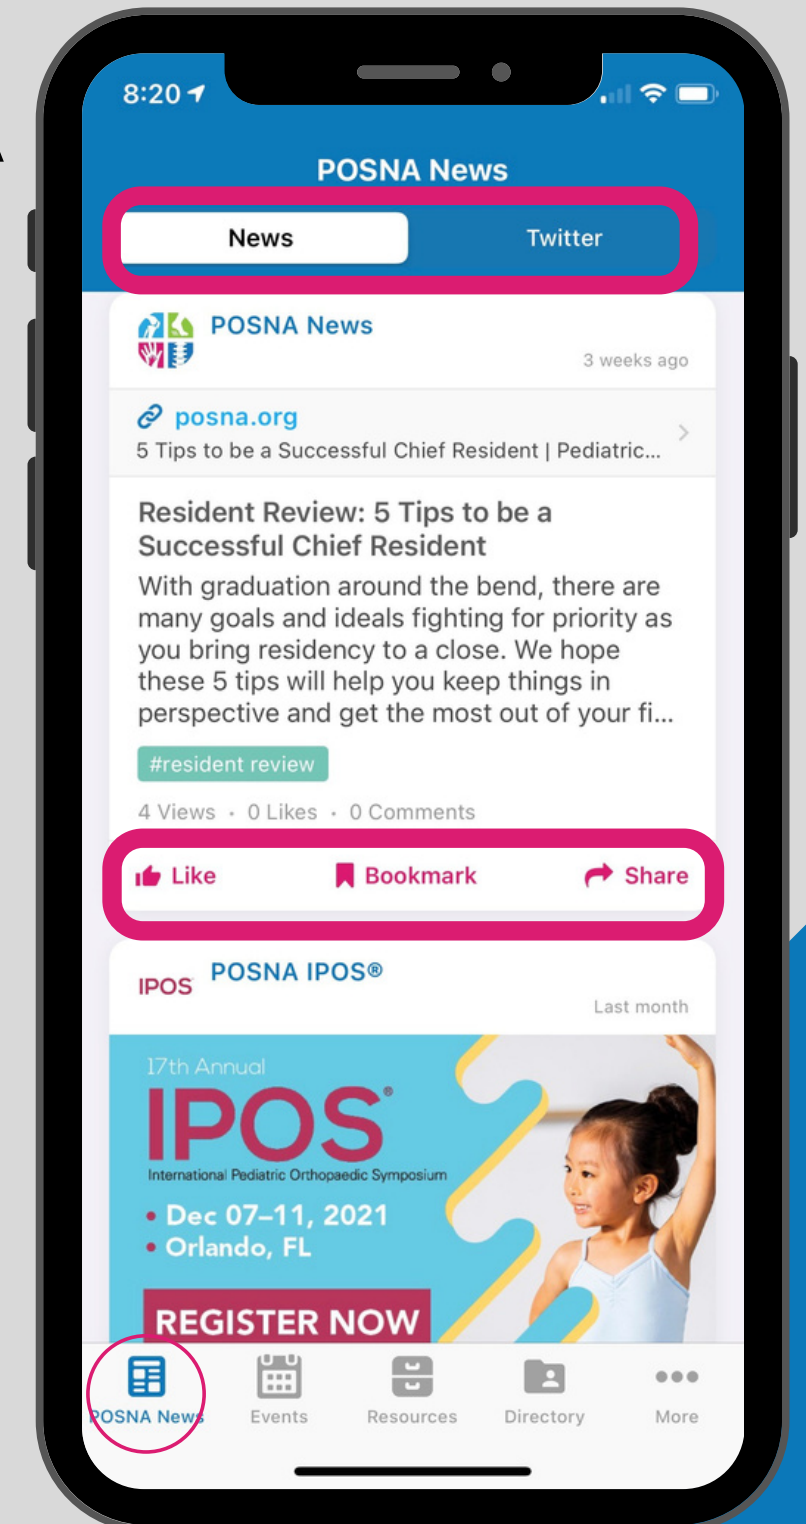 8:20
POSNA News
News Twitter
POSNA News
3 weeks ago
posna.org
5 Tips to be a Successful Chief Resident | Pediatric...
Resident Review: 5 Tips to be a
Successful Chief Resident
With graduation around the bend, there are
many goals and ideals fighting for priority as
you bring residency to a close. We hope
these 5 tips will help you keep things in
perspective and get the most out of your fi...
#resident review
4 Views · 0 Likes · 0 Comments
Like Bookmark Share
IPOS POSNA IPOS®
Last month
17th Annual
IPOS®
International Pediatric Orthopaedic Symposium
• Dec 07–11, 2021
• Orlando, FL
REGISTER NOW
POSNA News Events Resources Directory More